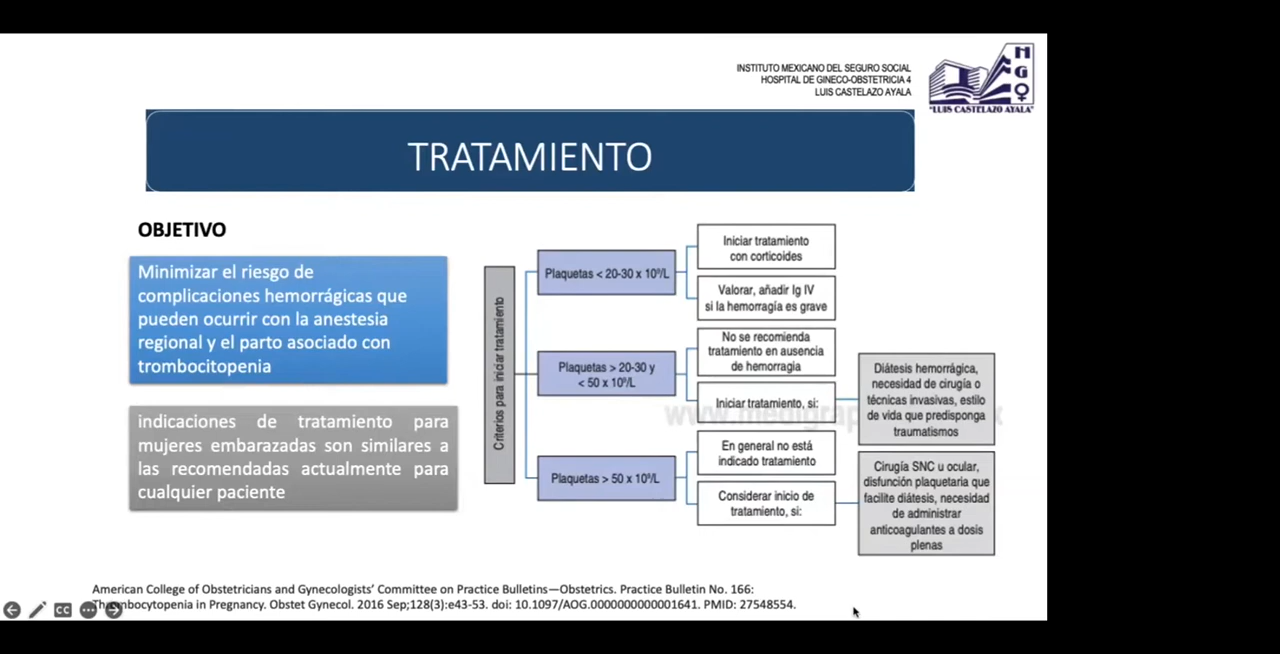 INSTITUTO MEXICANO DEL SEGURO SOCIAL
HOSPITAL DE GINECO-OBSTETRICIA 4
LUIS CASTELAZO AYALA
M
G
"LUIS CASTELAZO AYALA"
TRATAMIENTO
OBJETIVO
Minimizar el riesgo de
complicaciones hemorrágicas que
pueden ocurrir con la anestesia
regional y el parto asociado con
trombocitopenia
indicaciones de tratamiento para
mujeres embarazadas son similares a
las recomendadas actualmente para
cualquier paciente
Criterios para iniciar tratamiento
Plaquetas < 20-30 x 10⁹/L
Iniciar tratamiento
con corticoides
Valorar, añadir Ig IV
si la hemorragía es grave
Plaquetas > 20-30 y
< 50 x 10⁹/L
No se recomienda
tratamiento en ausencia
de hemorragia
Iniciar tratamiento, si:
Diátesis hemorrágica,
necesidad de cirugía o
técnicas invasivas, estilo
de vida que predisponga
traumatismos
Plaquetas > 50 x 10⁹/L
En general no está
indicado tratamiento
Considerar inicio de
tratamiento, si:
Cirugía SNC u ocular,
disfunción plaquetaria que
facilite diátesis, necesidad
de administrar
anticoagulantes a dosis
plenas
American College of Obstetricians and Gynecologists' Committee on Practice Bulletins—Obstetrics. Practice Bulletin No. 166:
Thrombocytopenia in Pregnancy. Obstet Gynecol. 2016 Sep;128(3):e43-53. doi: 10.1097/AOG.0000000000001641. PMID: 27548554.
CC